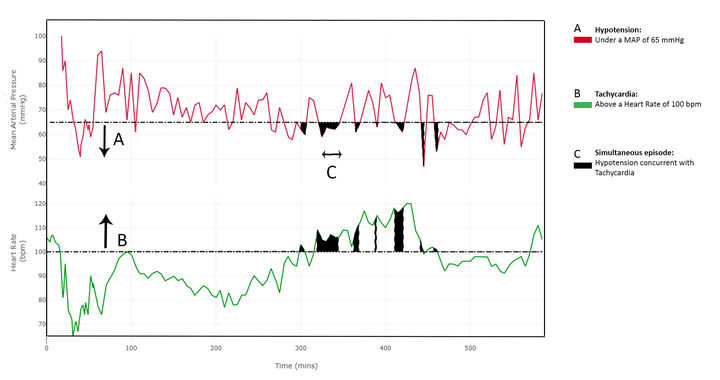 100
90
80
70
60
50
40
Mean Arterial Pressure
(mmHg)
A
C
120
110
100
90
80
70
Heart Rate
(bpm)
B
0
100
200
300
400
500
Time (mins)
A
Hypotension:
Under a MAP of 65 mmHg
B
Tachycardia:
Above a Heart Rate of 100 bpm
C
Simultaneous episode:
Hypotension concurrent with
Tachycardia